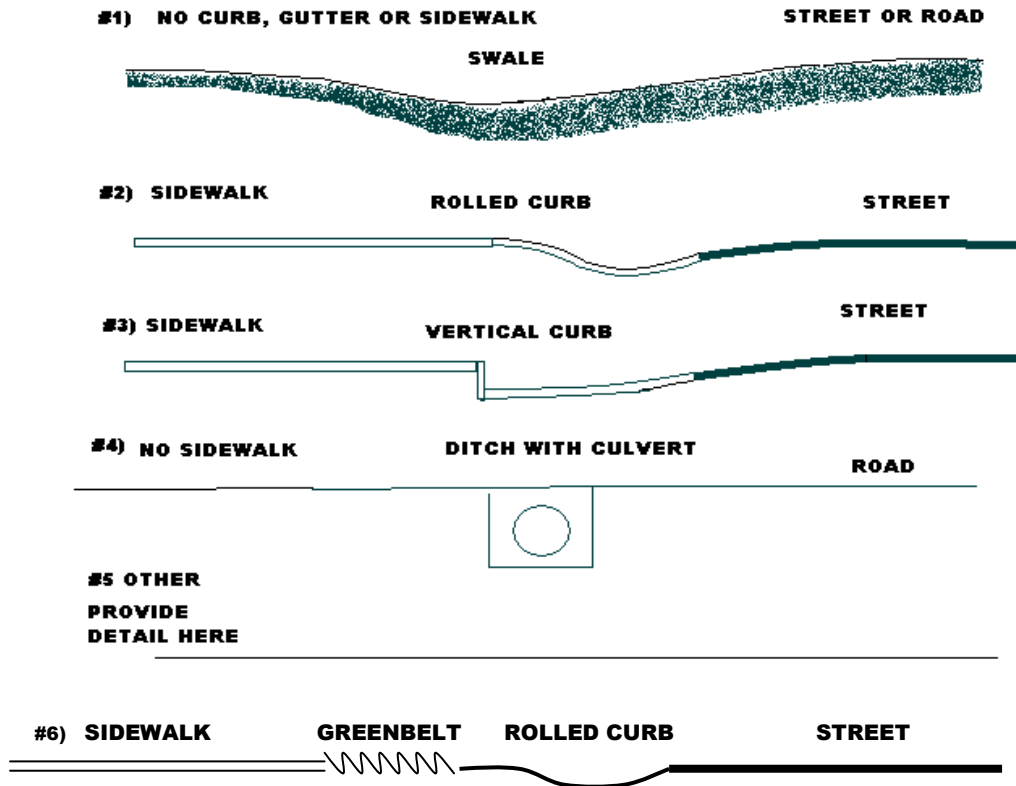 #1) NO CURB, GUTTER OR SIDEWALK STREET OR ROAD
SWALE
#2) SIDEWALK ROLLED CURB STREET
#3) SIDEWALK VERTICAL CURB STREET
#4) NO SIDEWALK DITCH WITH CULVERT ROAD
#5 OTHER
PROVIDE
DETAIL HERE
#6) SIDEWALK GREENBELT ROLLED CURB STREET